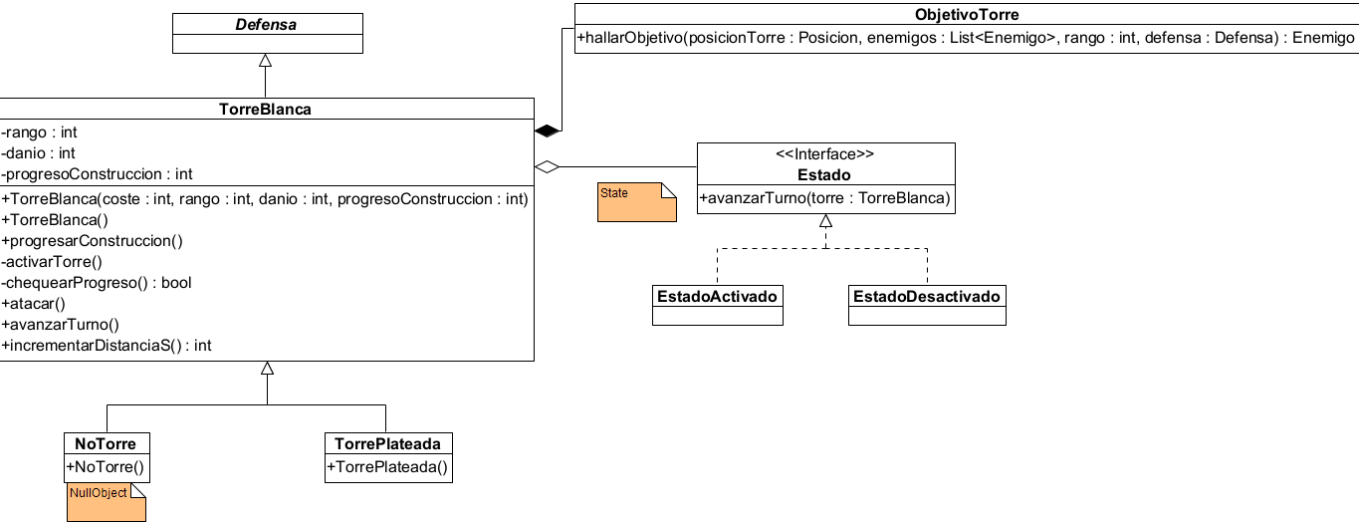 Defensa
ObjetivoTorre
+hallarObjetivo(posicionTorre : Posicion, enemigos : List<Enemigo>, rango : int, defensa : Defensa) : Enemigo
TorreBlanca
-rango : int
-danio : int
-progresoConstruccion : int
+TorreBlanca(coste : int, rango : int, danio : int, progresoConstruccion : int)
+TorreBlanca()
+progresarConstruccion()
-activarTorre()
-chequearProgreso() : bool
+atacar()
+avanzarTurno()
+incrementarDistanciaS() : int
<<Interface>>
Estado
+avanzarTurno(torre : TorreBlanca)
State
EstadoActivado
EstadoDesactivado
NoTorre
+NoTorre()
NullObject
TorrePlateada
+TorrePlateada()